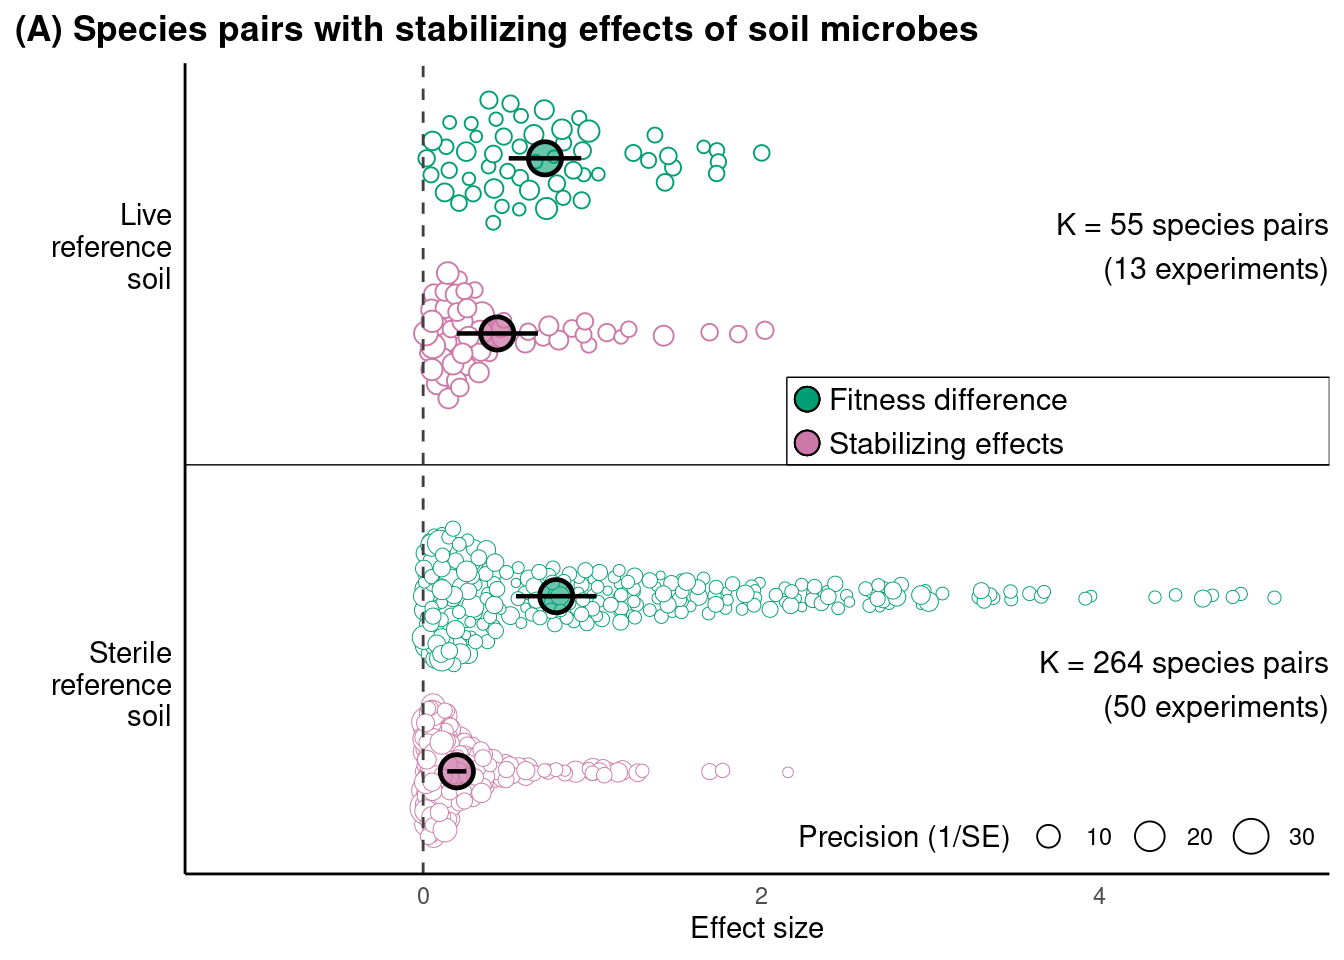 (A) Species pairs with stabilizing effects of soil microbes
Live
reference
soil
K = 55 species pairs
(13 experiments)
Fitness difference
Stabilizing effects
Sterile
reference
soil
K = 264 species pairs
(50 experiments)
Precision (1/SE) 10 20 30
0 2 4
Effect size